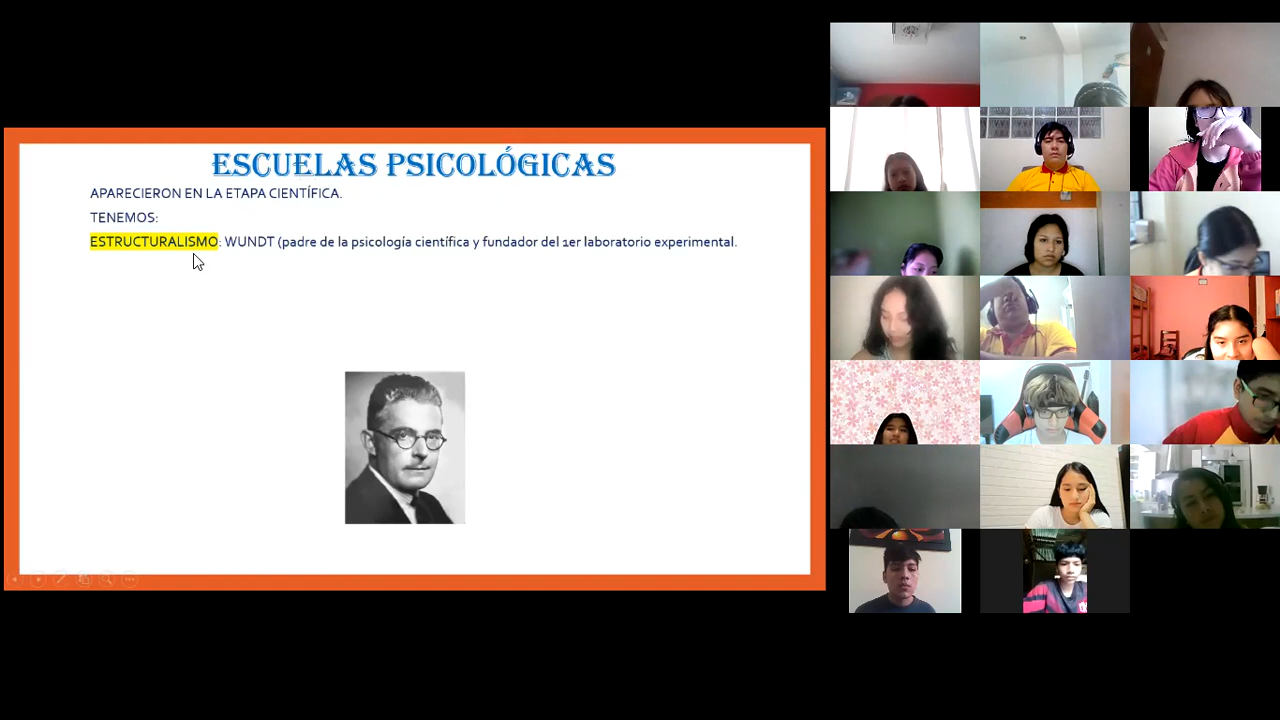 ESCUELAS PSICOLÓGICAS
APARECIERON EN LA ETAPA CIENTÍFICA.
TENEMOS:
ESTRUCTURALISMO: WUNDT (padre de la psicología científica y fundador del 1er laboratorio experimental.